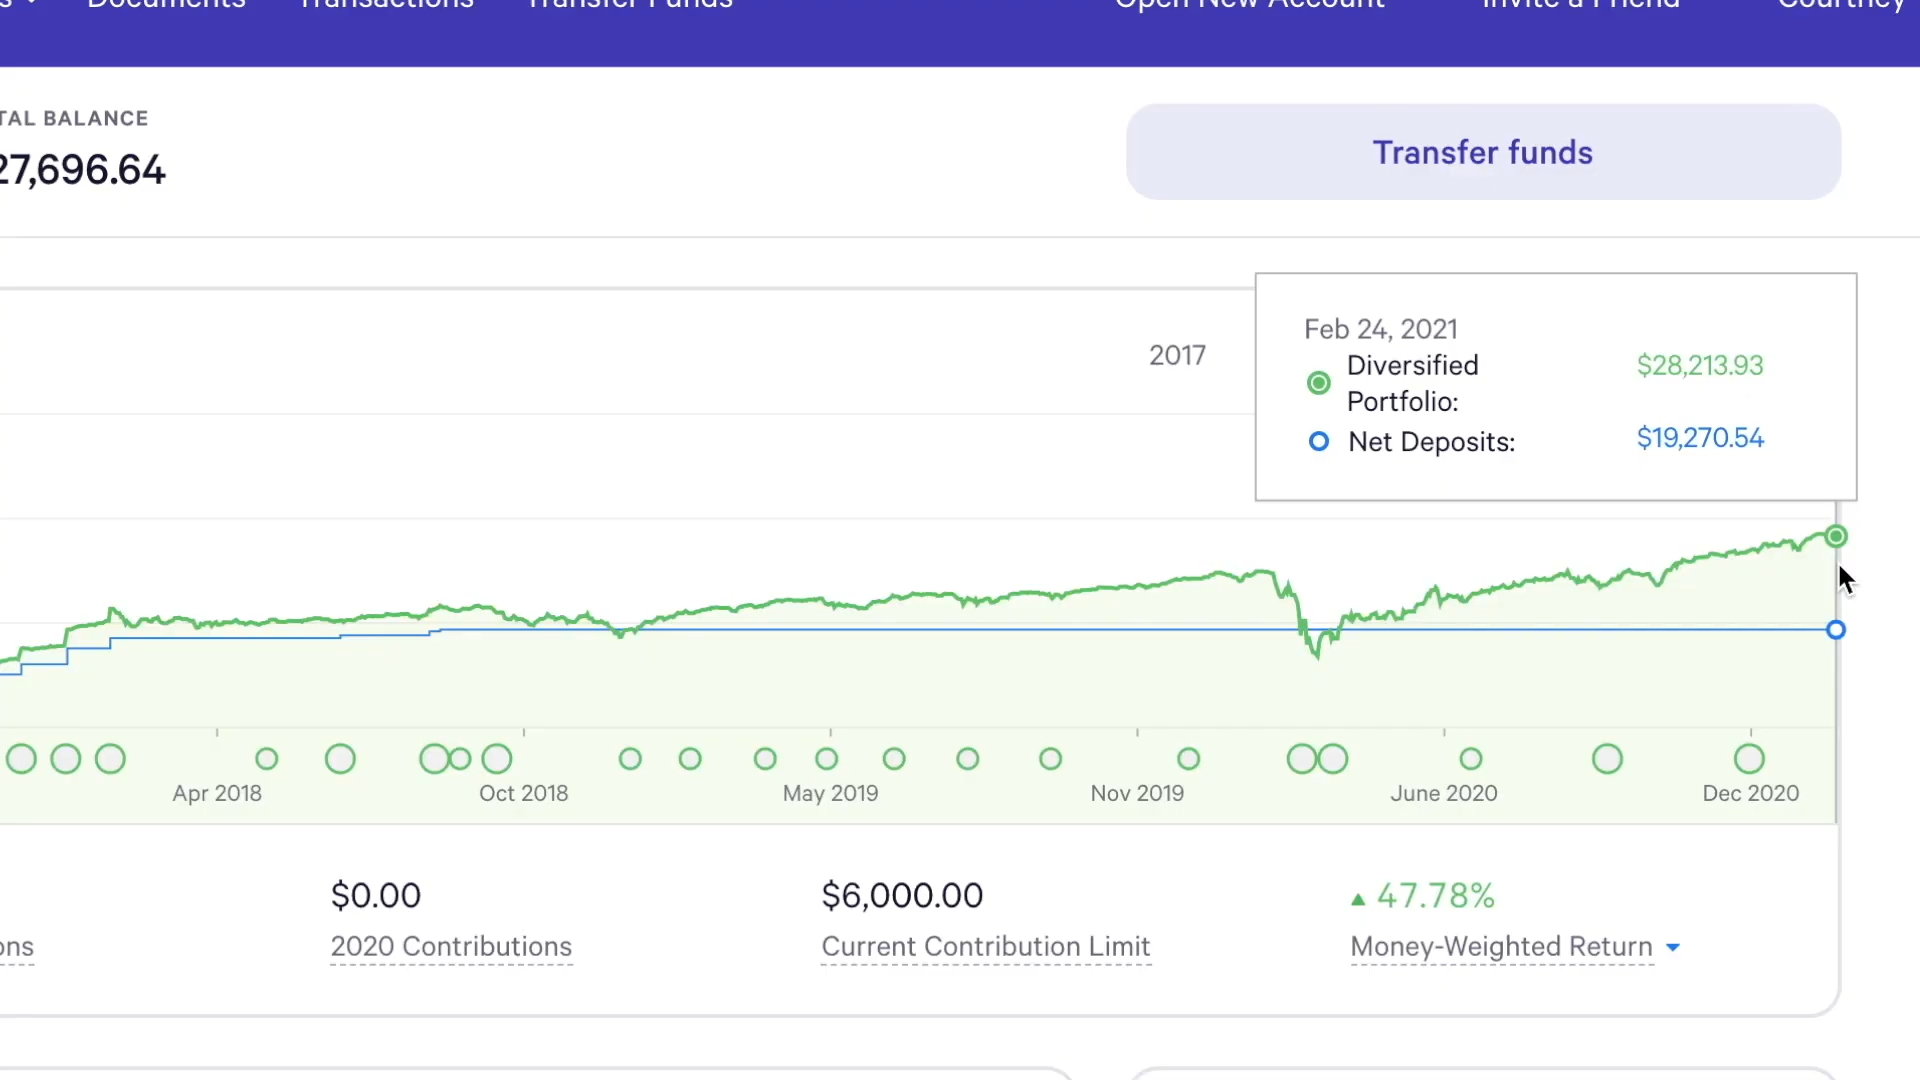 Documents Transactions Transfer Funds Open New Account Invite a Friend Courtney
TAL BALANCE
27,696.64
Transfer funds
2017
Feb 24, 2021
Diversified Portfolio: $28,213.93
Net Deposits: $19,270.54
Apr 2018 Oct 2018 May 2019 Nov 2019 June 2020 Dec 2020
$0.00 $6,000.00 47.78%
ons 2020 Contributions Current Contribution Limit Money-Weighted Return